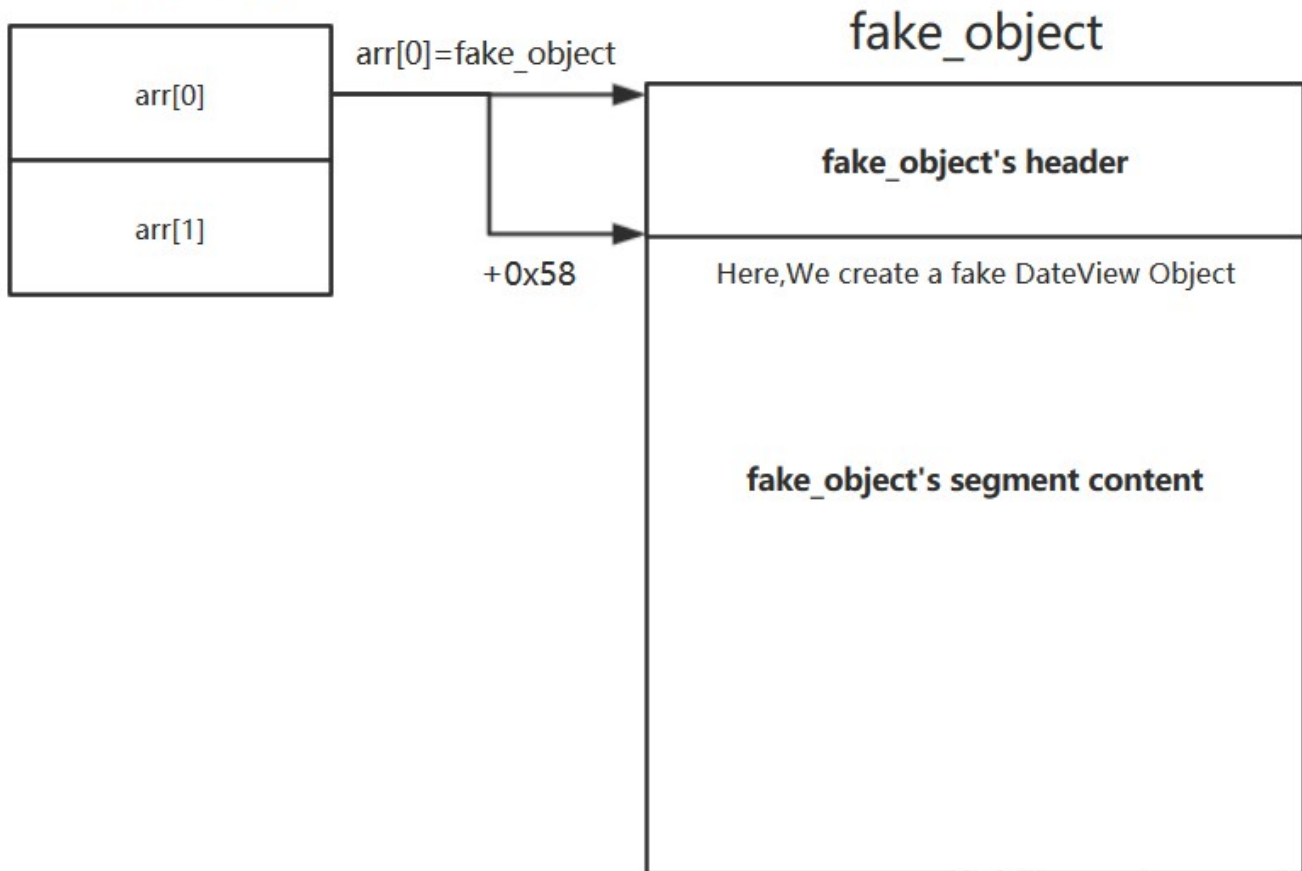 fake_object
arr[0]=fake_object
arr[0]
fake_object's header
arr[1]
+0x58
Here,We create a fake DateView Object
fake_object's segment content